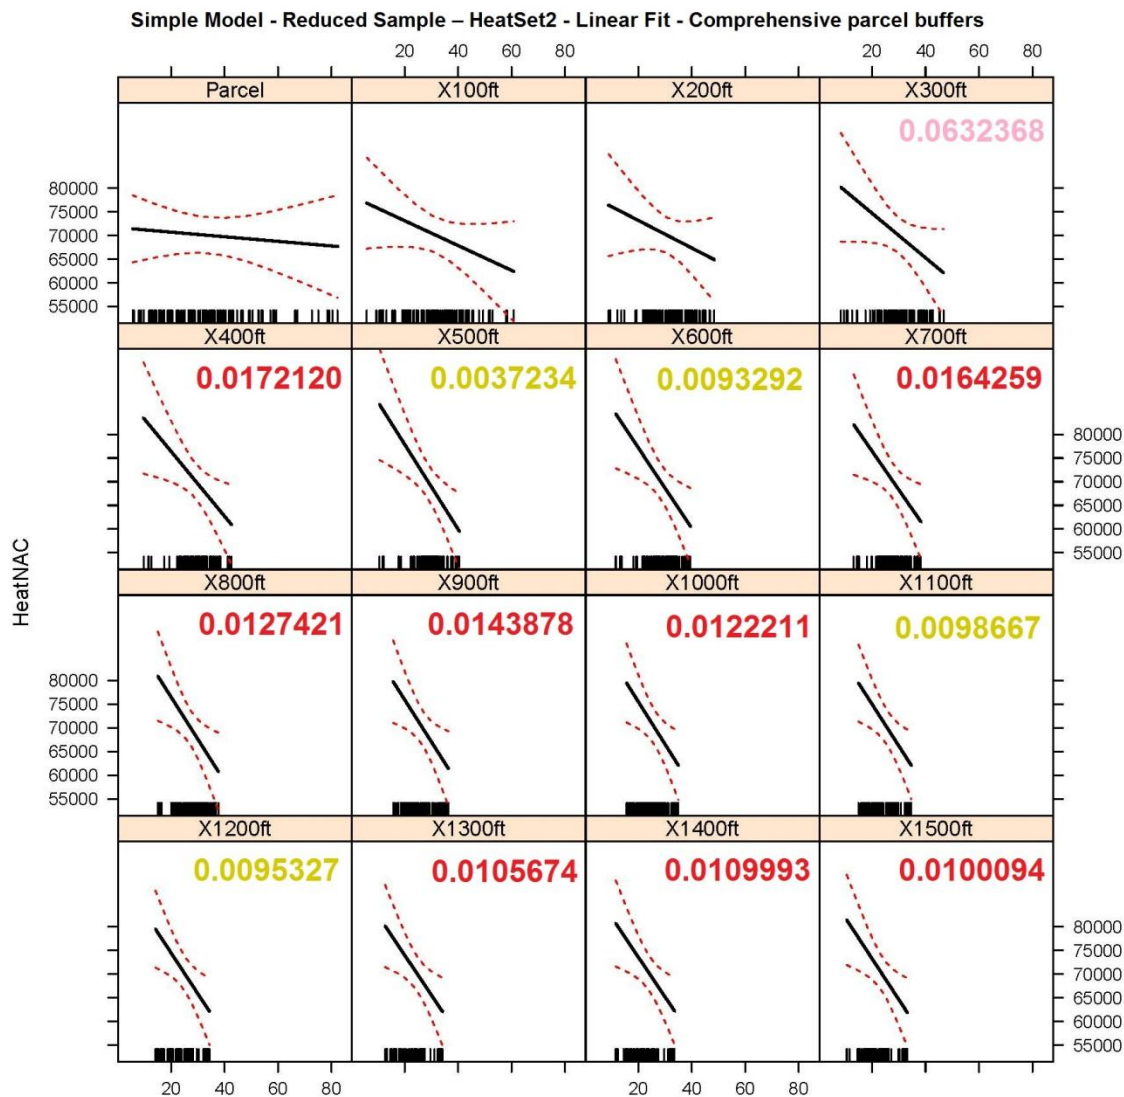 Simple Model - Reduced Sample – HeatSet2 - Linear Fit - Comprehensive parcel buffers
20 40 60 80 20 40 60 80
Parcel X100ft X200ft X300ft
0.0632368
80000
75000
70000
65000
60000
55000
X400ft X500ft X600ft X700ft
0.0172120 0.0037234 0.0093292 0.0164259
80000
75000
70000
65000
60000
55000
HeatNAC
X800ft X900ft X1000ft X1100ft
0.0127421 0.0143878 0.0122211 0.0098667
80000
75000
70000
65000
60000
55000
X1200ft X1300ft X1400ft X1500ft
0.0095327 0.0105674 0.0109993 0.0100094
80000
75000
70000
65000
60000
55000
20 40 60 80 20 40 60 80